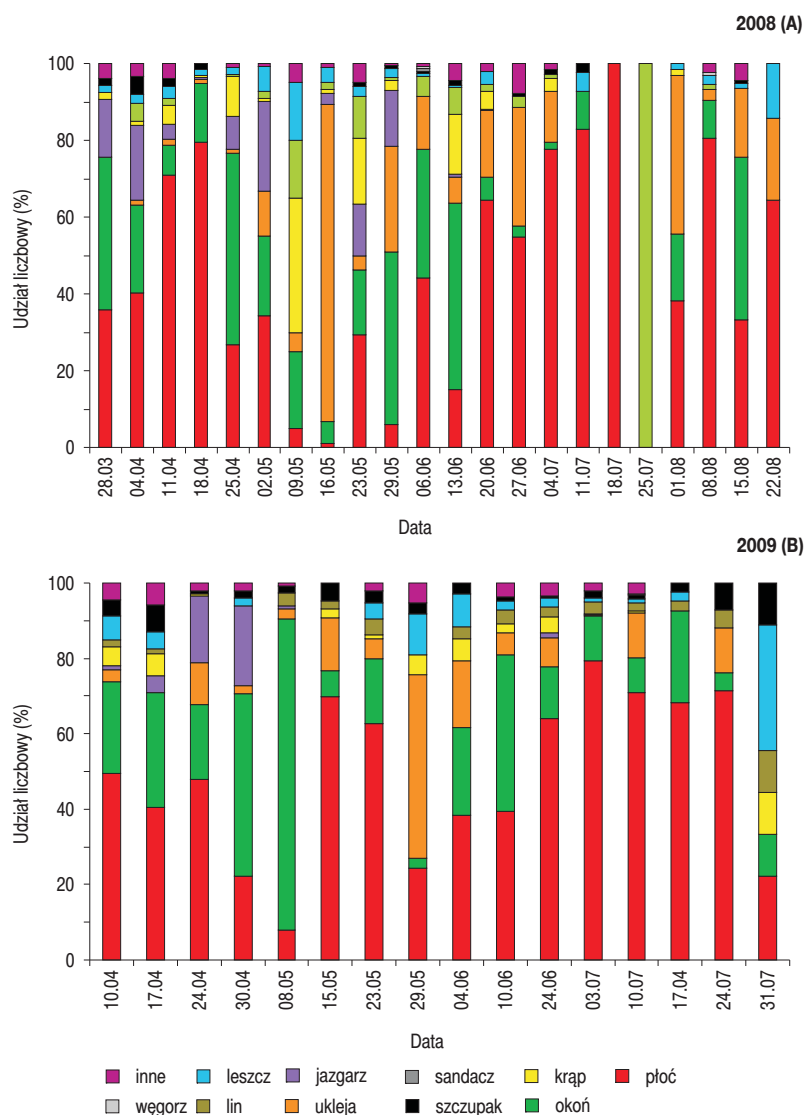 2008 (A)
Udział liczbowy (%)
100
80
60
40
20
0
28.03 04.04 11.04 18.04 25.04 02.05 09.05 16.05 23.05 29.05 06.06 13.06 20.06 27.06 04.07 11.07 18.07 25.07 01.08 08.08 15.08 22.08
Data
2009 (B)
Udział liczbowy (%)
100
80
60
40
20
0
10.04 17.04 24.04 30.04 08.05 15.05 23.05 29.05 04.06 10.06 24.06 03.07 10.07 17.04 24.07 31.07
Data
inne leszcz jazgarz sandacz krąp płoć
węgorz lin ukleja szczupak okoń